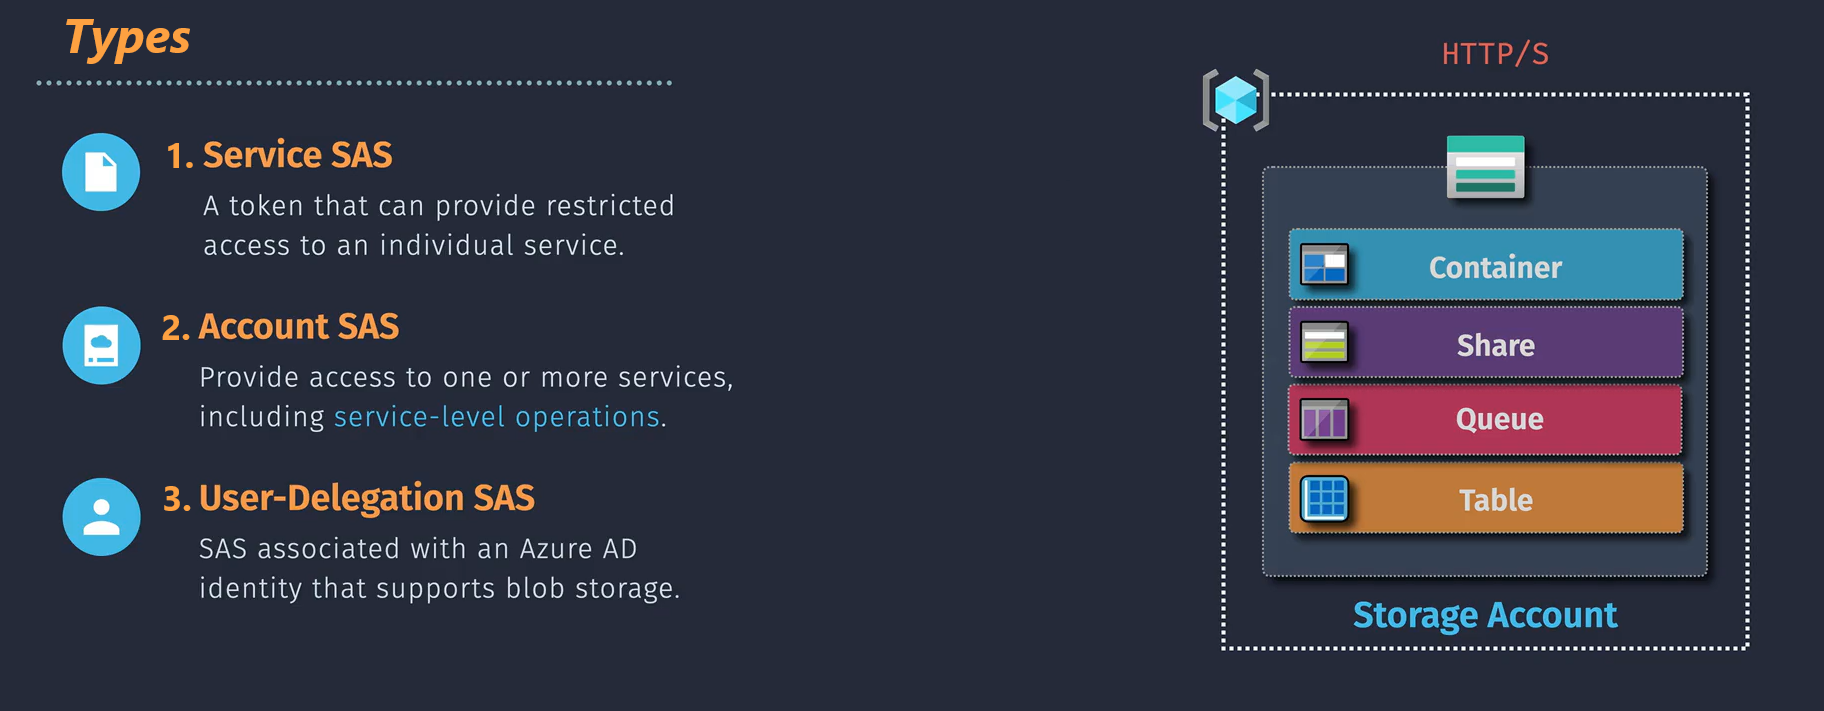 Types
1. Service SAS
A token that can provide restricted
access to an individual service.
2. Account SAS
Provide access to one or more services,
including service-level operations.
3. User-Delegation SAS
SAS associated with an Azure AD
identity that supports blob storage.
HTTP/S
Container
Share
Queue
Table
Storage Account